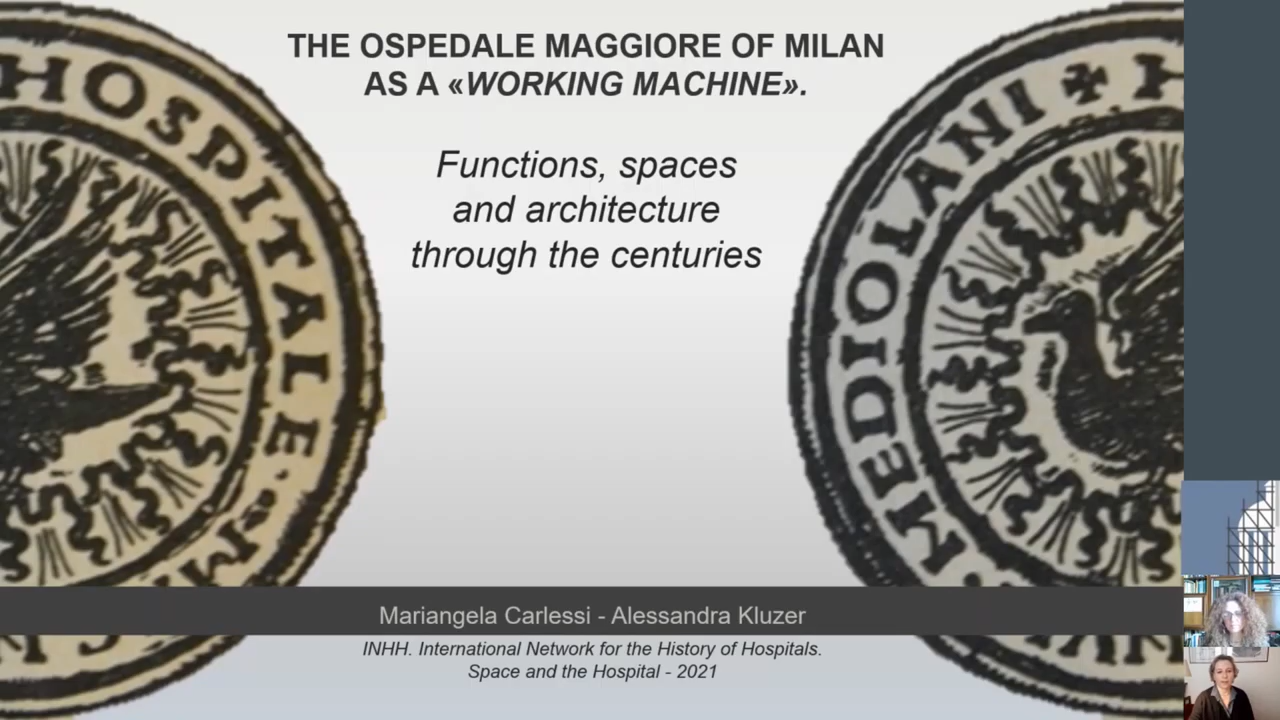 THE OSPEDALE MAGGIORE OF MILAN
AS A «WORKING MACHINE».
Functions, spaces
and architecture
through the centuries
HOSPITALE
MEDIOLANI
Mariangela Carlessi - Alessandra Kluzer
INHH. International Network for the History of Hospitals.
Space and the Hospital - 2021